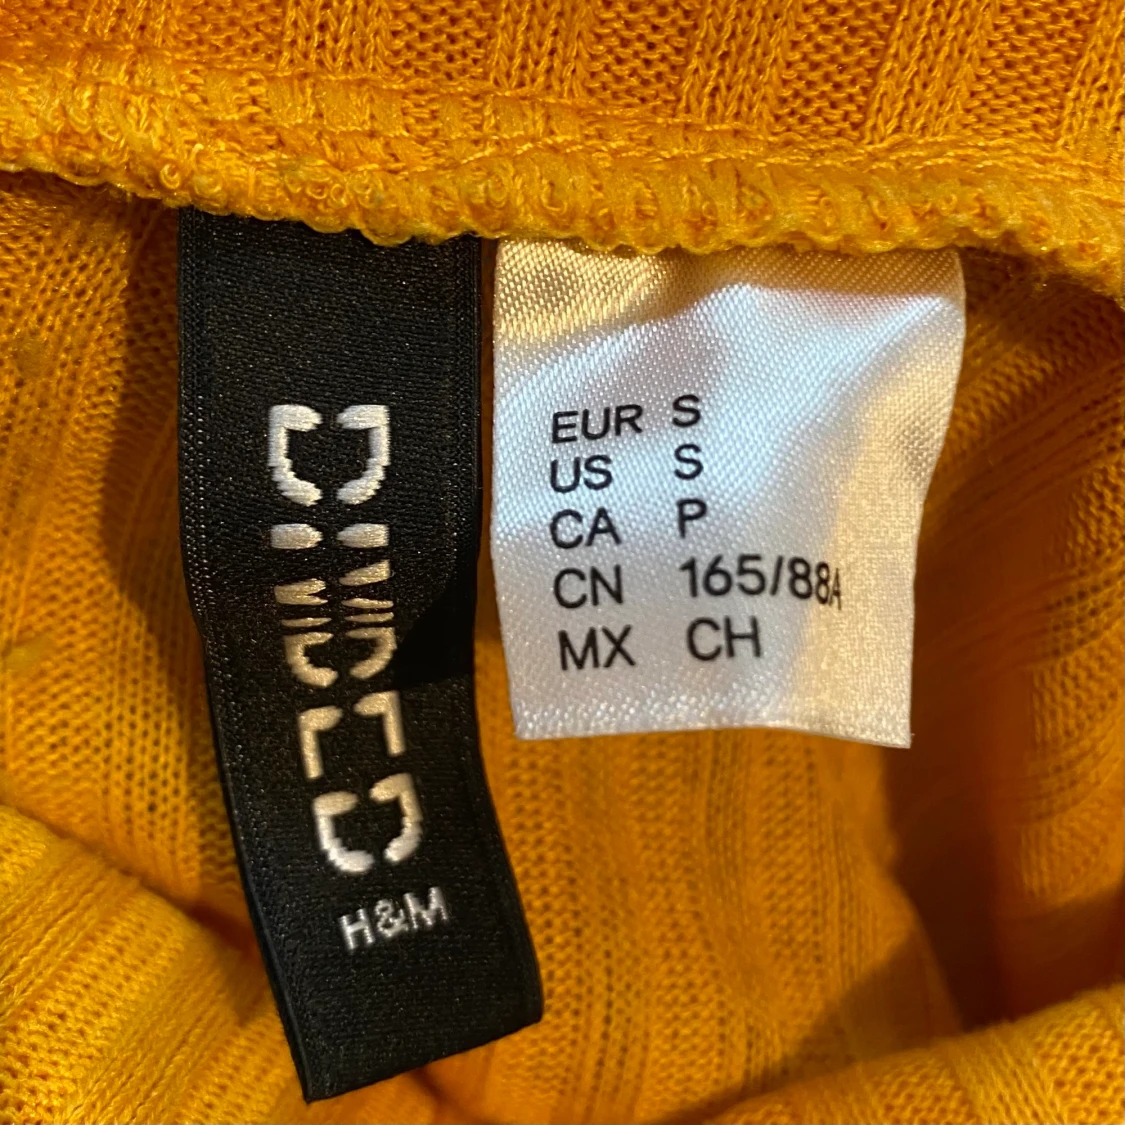 DIVIDED
H&M
EUR S
US S
CA P
CN 165/88A
MX CH